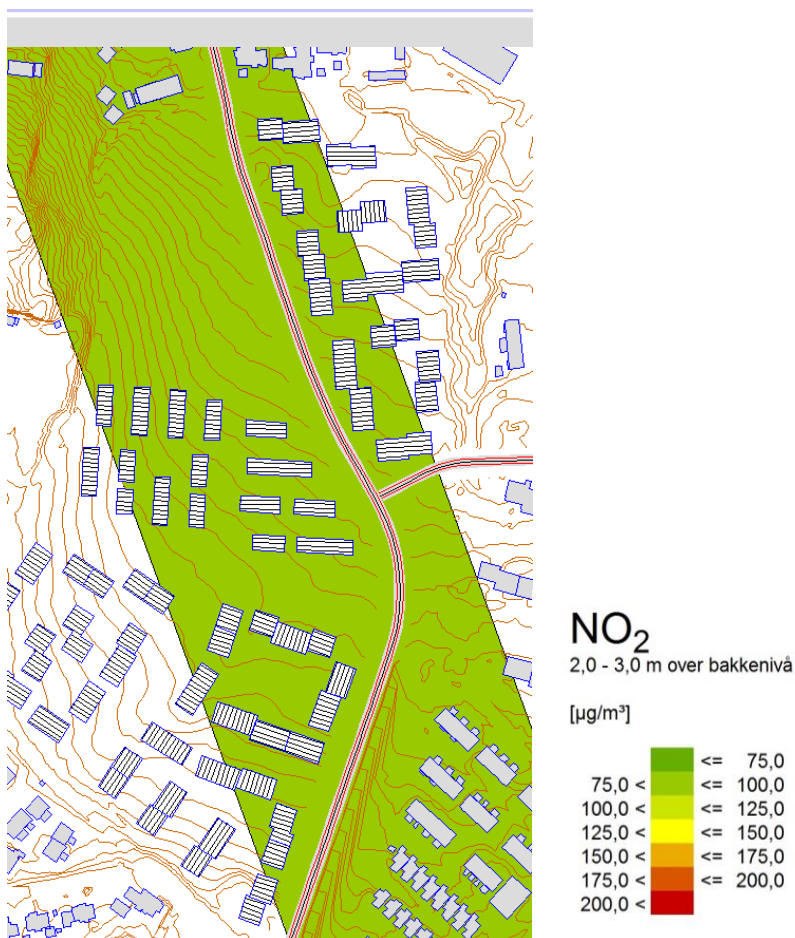 NO₂
2,0 - 3,0 m over bakkenivå
[µg/m³]
<= 75,0
75,0 < <= 100,0
100,0 < <= 125,0
125,0 < <= 150,0
150,0 < <= 175,0
175,0 < <= 200,0
200,0 <